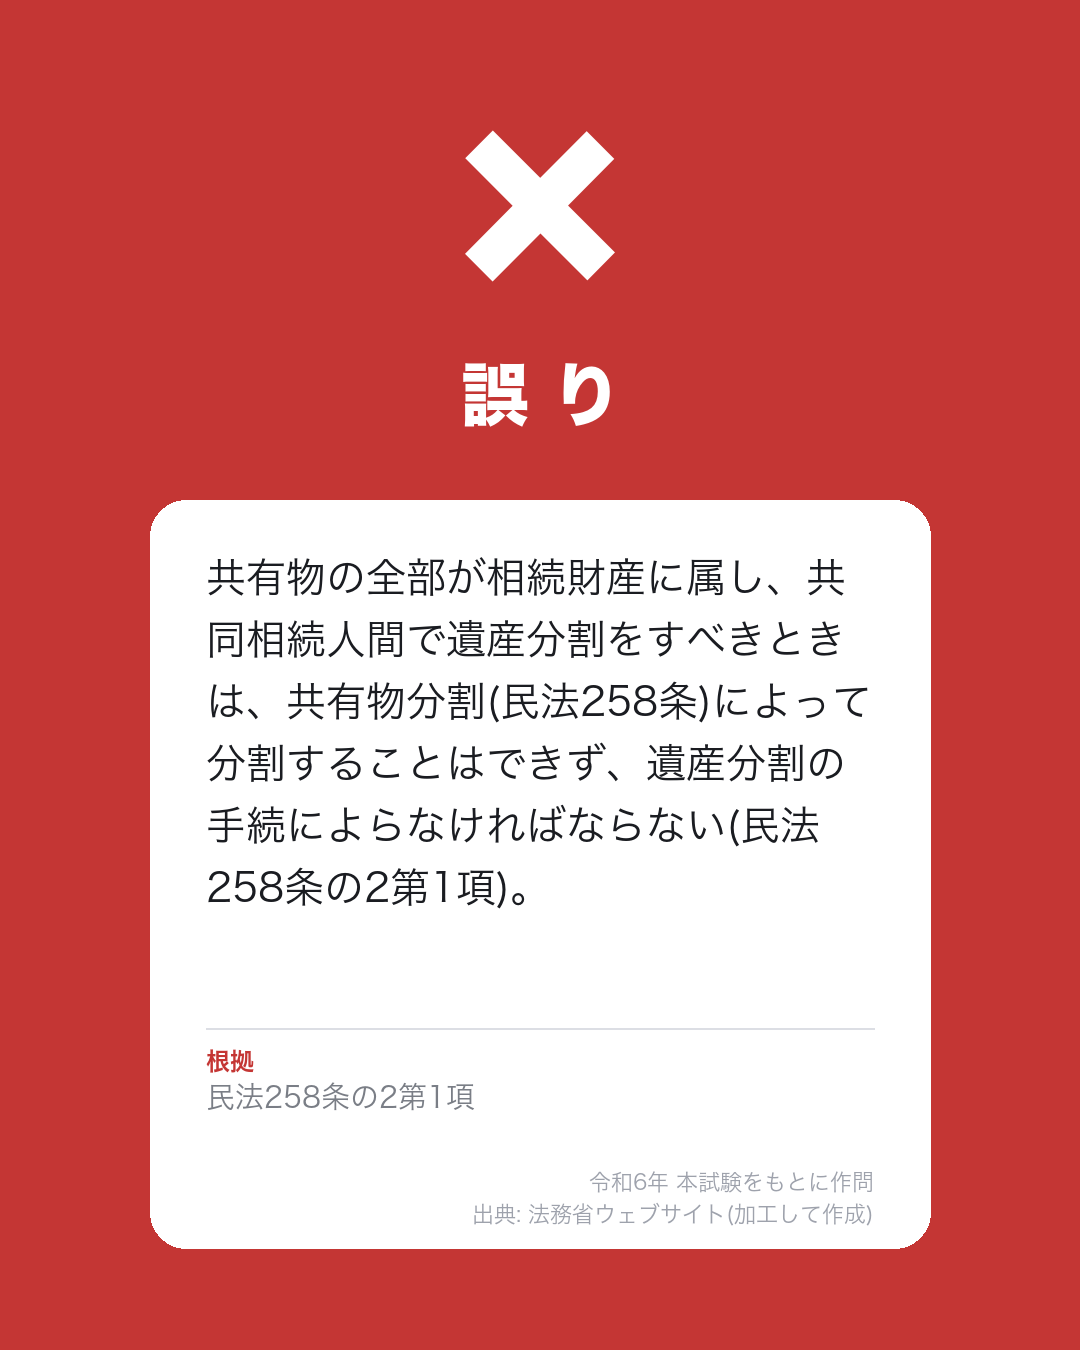 誤り
共有物の全部が相続財産に属し、共
同相続人間で遺産分割をすべきとき
は、共有物分割(民法258条)によって
分割することはできず、遺産分割の
手続によらなければならない(民法
258条の2第1項)。
根拠
民法258条の2第1項
令和6年 本試験をもとに作問
出典: 法務省ウェブサイト(加工して作成)